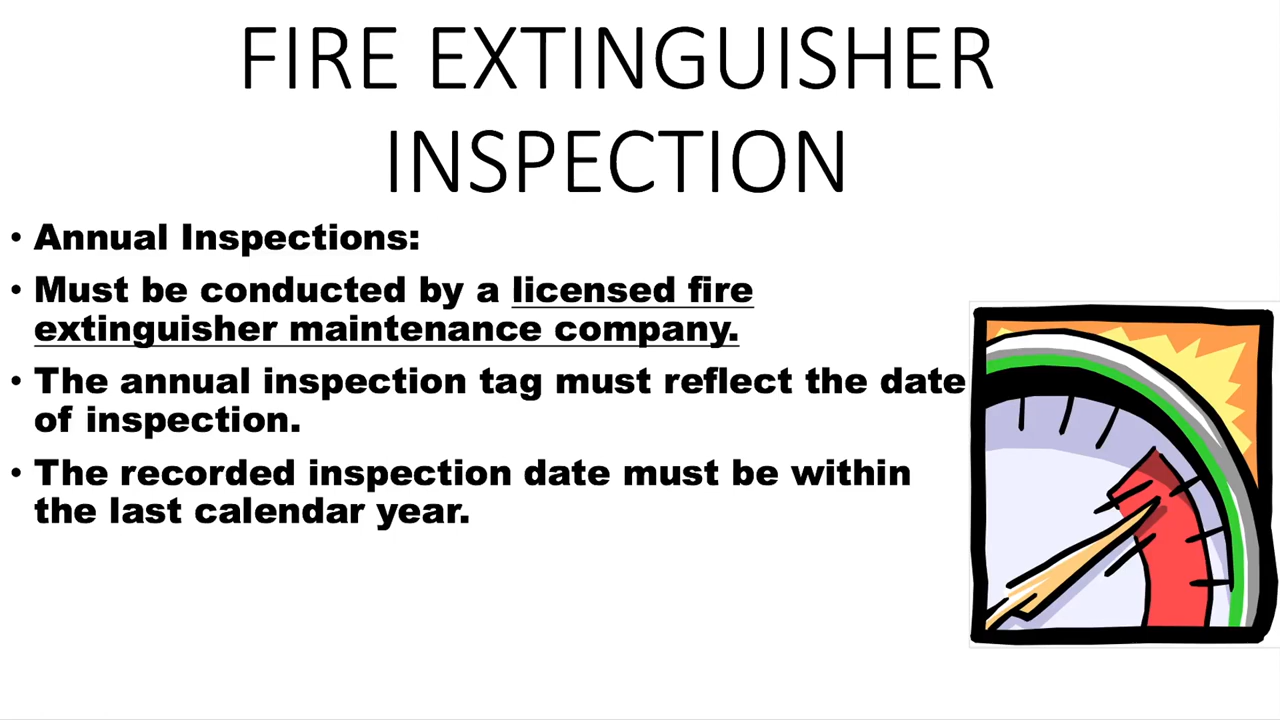 FIRE EXTINGUISHER
INSPECTION
• Annual Inspections:
• Must be conducted by a licensed fire
extinguisher maintenance company.
• The annual inspection tag must reflect the date
of inspection.
• The recorded inspection date must be within
the last calendar year.